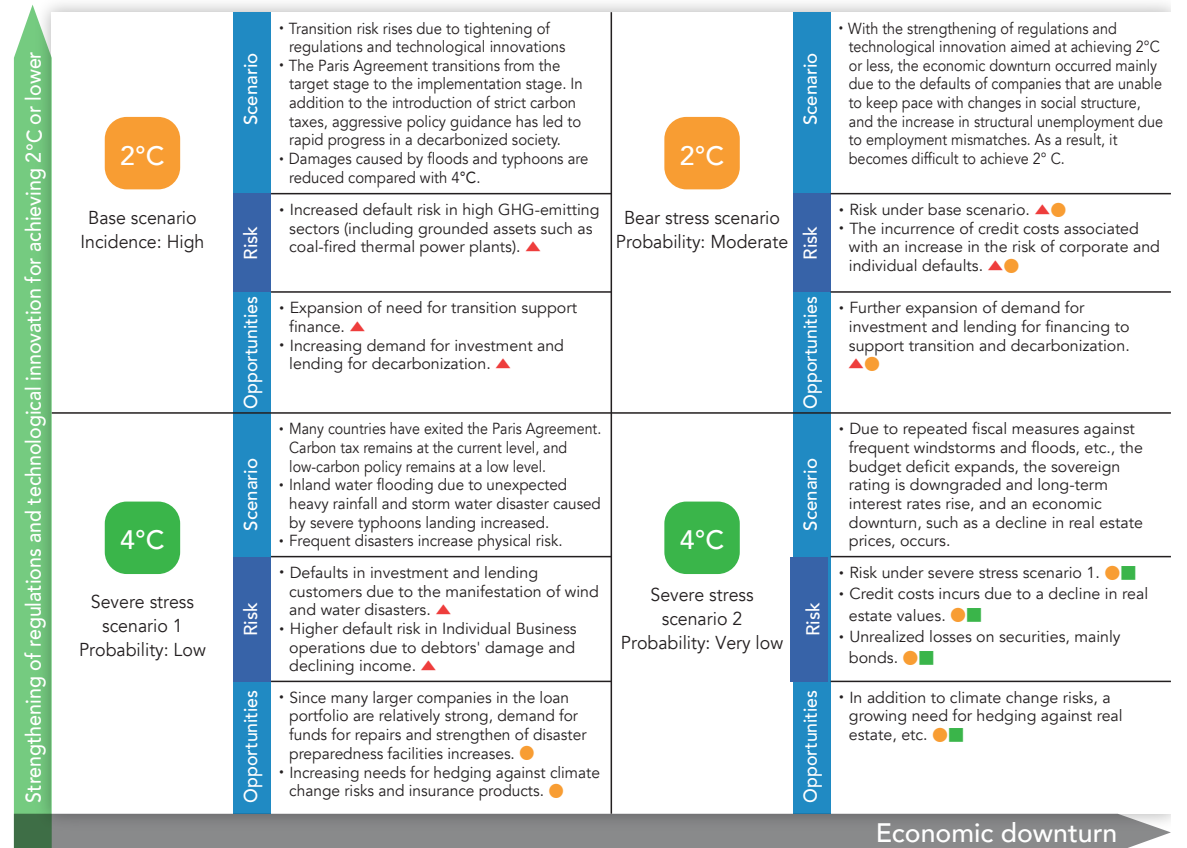 Strengthening of regulations and technological innovation for achieving 2°C or lower
2°C
Base scenario
Incidence: High
Scenario
• Transition risk rises due to tightening of
regulations and technological innovations
• The Paris Agreement transitions from the
target stage to the implementation stage. In
addition to the introduction of strict carbon
taxes, aggressive policy guidance has led to
rapid progress in a decarbonized society.
• Damages caused by floods and typhoons are
reduced compared with 4°C.
Risk
• Increased default risk in high GHG-emitting
sectors (including grounded assets such as
coal-fired thermal power plants).
Opportunities
• Expansion of need for transition support
finance.
• Increasing demand for investment and
lending for decarbonization.
2°C
Bear stress scenario
Probability: Moderate
Scenario
• With the strengthening of regulations and
technological innovation aimed at achieving 2°C
or less, the economic downturn occurred mainly
due to the defaults of companies that are unable
to keep pace with changes in social structure,
and the increase in structural unemployment due
to employment mismatches. As a result, it
becomes difficult to achieve 2° C.
Risk
• Risk under base scenario.
• The incurrence of credit costs associated
with an increase in the risk of corporate and
individual defaults.
Opportunities
• Further expansion of demand for
investment and lending for financing to
support transition and decarbonization.
4°C
Severe stress
scenario 1
Probability: Low
Scenario
• Many countries have exited the Paris Agreement.
Carbon tax remains at the current level, and
low-carbon policy remains at a low level.
• Inland water flooding due to unexpected
heavy rainfall and storm water disaster caused
by severe typhoons landing increased.
• Frequent disasters increase physical risk.
Risk
• Defaults in investment and lending
customers due to the manifestation of wind
and water disasters.
• Higher default risk in Individual Business
operations due to debtors' damage and
declining income.
Opportunities
• Since many larger companies in the loan
portfolio are relatively strong, demand for
funds for repairs and strengthen of disaster
preparedness facilities increases.
• Increasing needs for hedging against climate
change risks and insurance products.
4°C
Severe stress
scenario 2
Probability: Very low
Scenario
• Due to repeated fiscal measures against
frequent windstorms and floods, etc., the
budget deficit expands, the sovereign
rating is downgraded and long-term
interest rates rise, and an economic
downturn, such as a decline in real estate
prices, occurs.
Risk
• Risk under severe stress scenario 1.
• Credit costs incurs due to a decline in real
estate values.
• Unrealized losses on securities, mainly
bonds.
Opportunities
• In addition to climate change risks, a
growing need for hedging against real
estate, etc.
Economic downturn